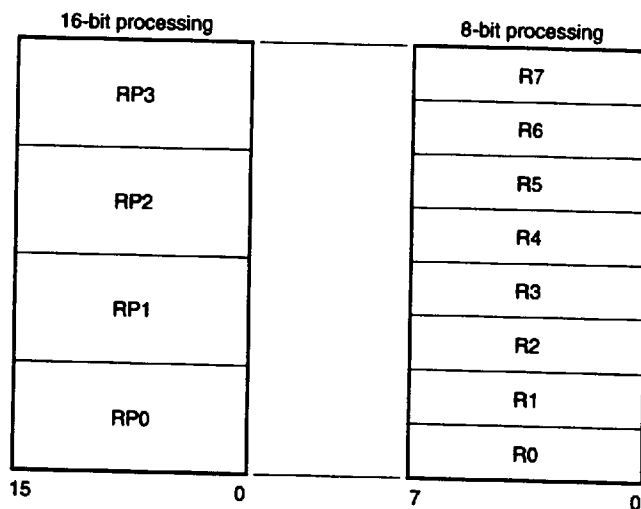 16-bit processing
RP3
RP2
RP1
RP0
15 0
8-bit processing
R7
R6
R5
R4
R3
R2
R1
R0
7 0